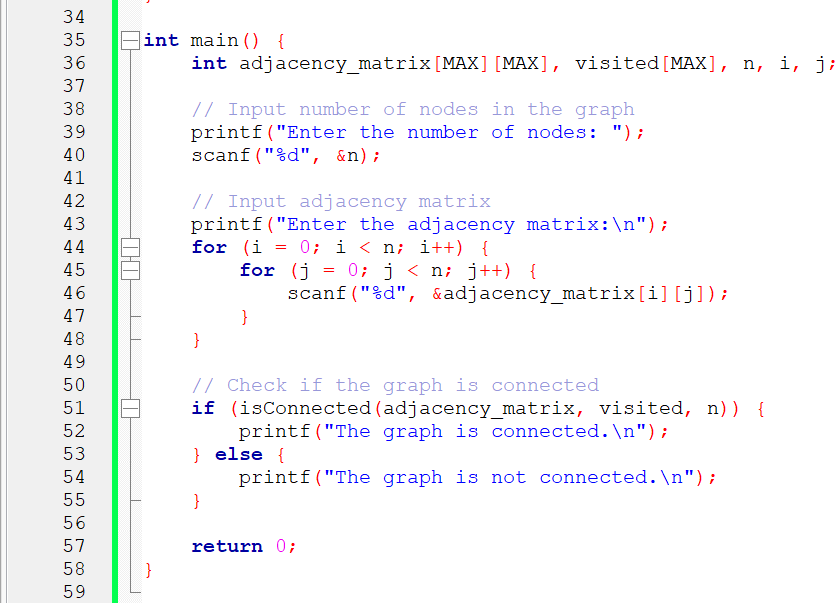 34
35 int main() {
36     int adjacency_matrix[MAX][MAX], visited[MAX], n, i, j;
37
38     // Input number of nodes in the graph
39     printf("Enter the number of nodes: ");
40     scanf("%d", &n);
41
42     // Input adjacency matrix
43     printf("Enter the adjacency matrix:\n");
44     for (i = 0; i < n; i++) {
45         for (j = 0; j < n; j++) {
46             scanf("%d", &adjacency_matrix[i][j]);
47         }
48     }
49
50     // Check if the graph is connected
51     if (isConnected(adjacency_matrix, visited, n)) {
52         printf("The graph is connected.\n");
53     } else {
54         printf("The graph is not connected.\n");
55     }
56
57     return 0;
58 }
59